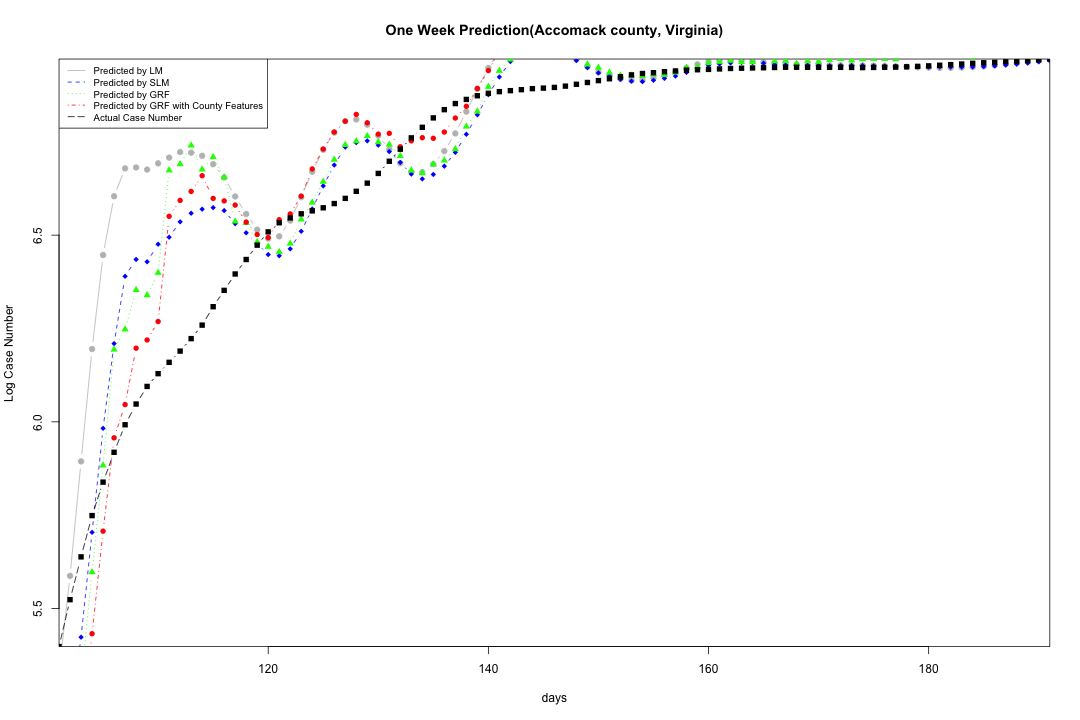 One Week Prediction(Accomack county, Virginia)
Predicted by LM
Predicted by SLM
Predicted by GRF
Predicted by GRF with County Features
Actual Case Number
Log Case Number
6.5
6.0
5.5
120 140 160 180
days